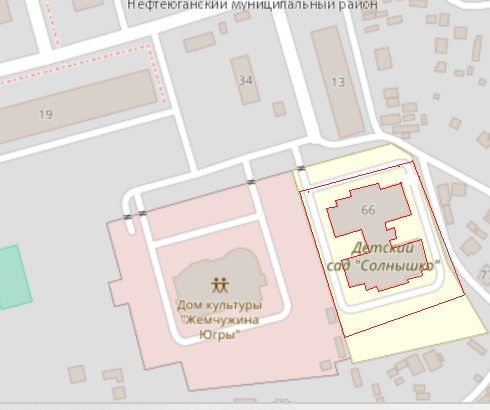 Нефтеюганский муниципальный район
34
13
19
66
Детский
сад "Солнышко"
Дом культуры
"Жемчужина
Югры"